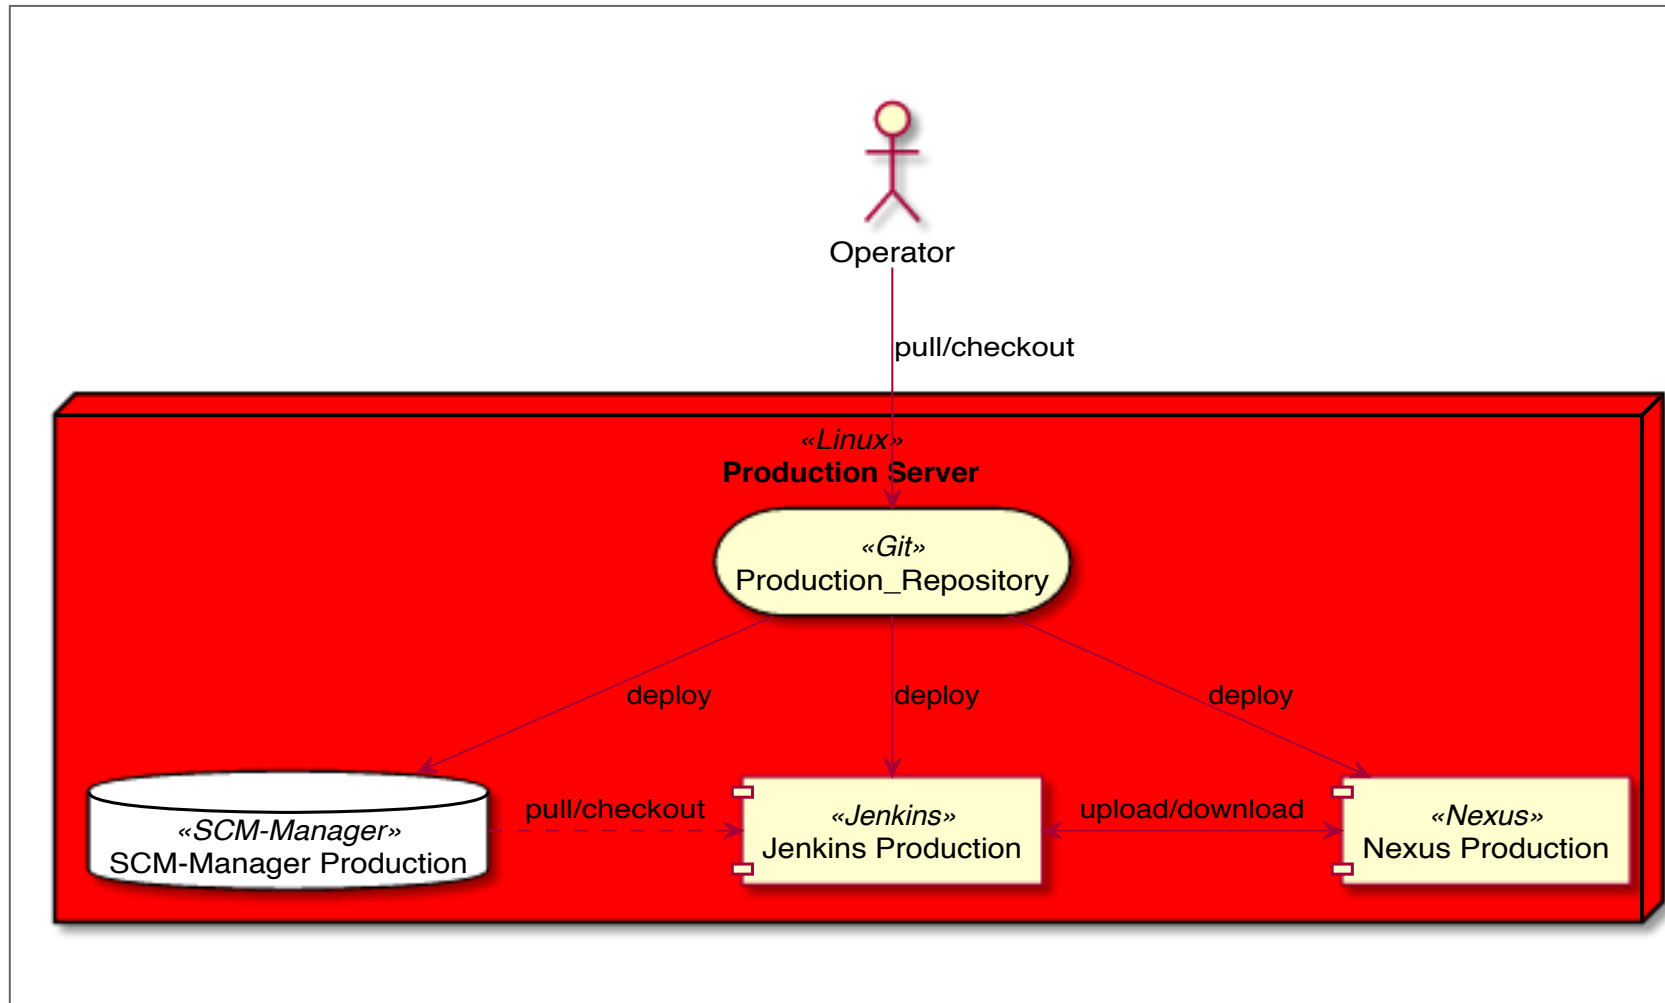 Operator
pull/checkout
«Linux»
Production Server
«Git»
Production_Repository
deploy
deploy
deploy
«SCM-Manager»
SCM-Manager Production
pull/checkout
«Jenkins»
Jenkins Production
upload/download
«Nexus»
Nexus Production